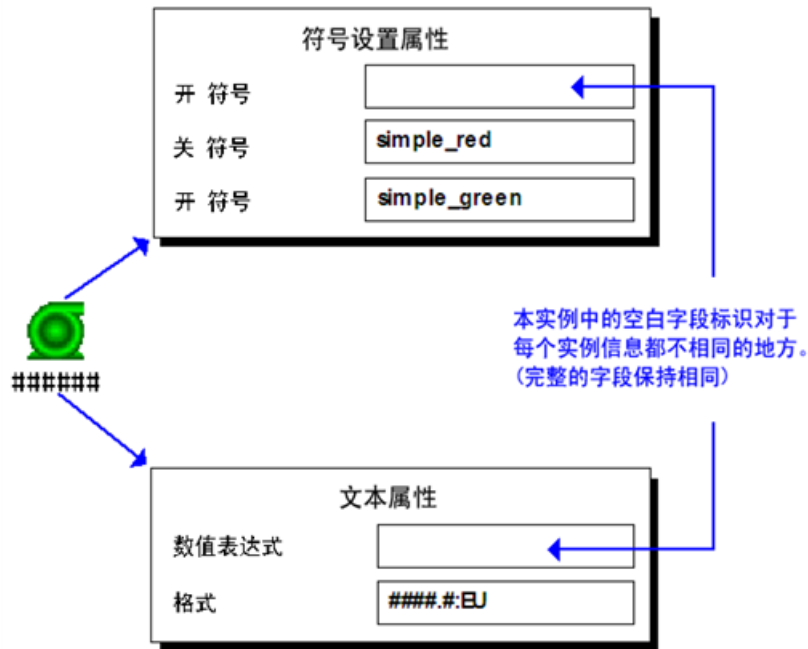 符号设置属性
开 符号
关 符号
simple_red
开 符号
simple_green
本实例中的空白字段标识对于
每个实例信息都不相同的地方。
(完整的字段保持相同)
######
文本属性
数值表达式
格式
####.#:EU